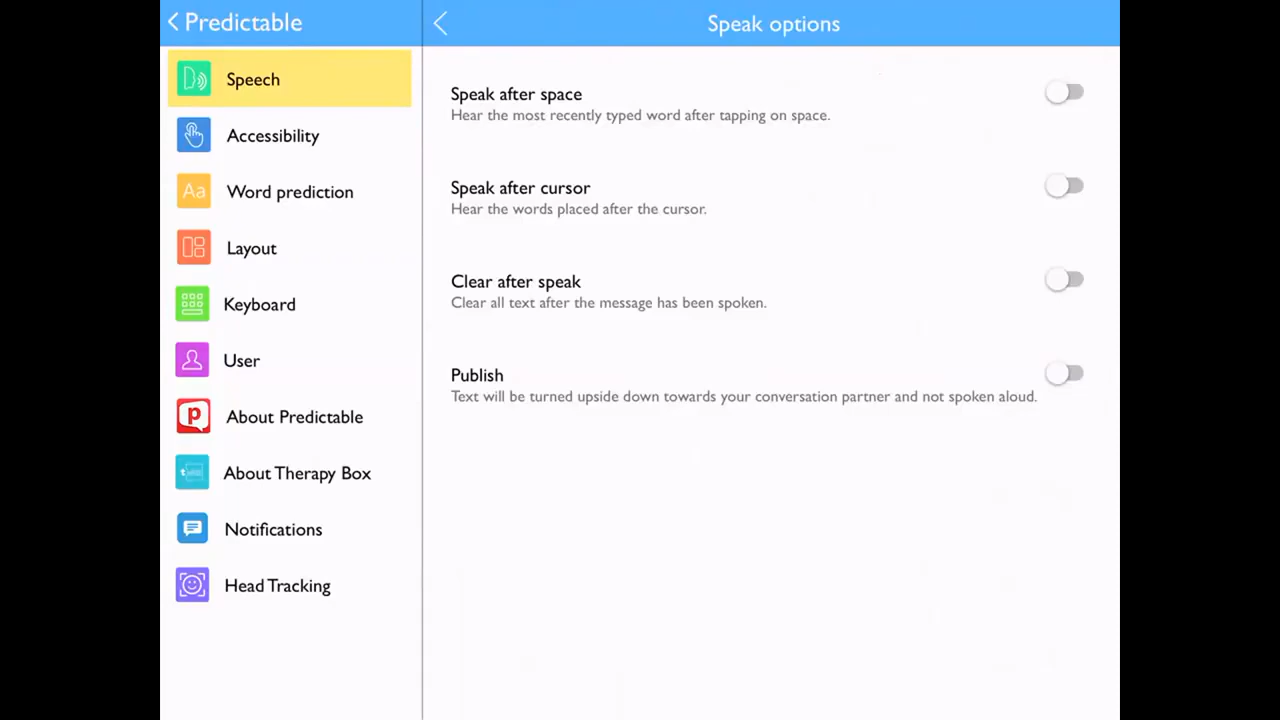 Predictable
Speak options
Speech
Accessibility
Aa Word prediction
Layout
Keyboard
User
P About Predictable
About Therapy Box
Notifications
Head Tracking
Speak after space
Hear the most recently typed word after tapping on space.
Speak after cursor
Hear the words placed after the cursor.
Clear after speak
Clear all text after the message has been spoken.
Publish
Text will be turned upside down towards your conversation partner and not spoken aloud.